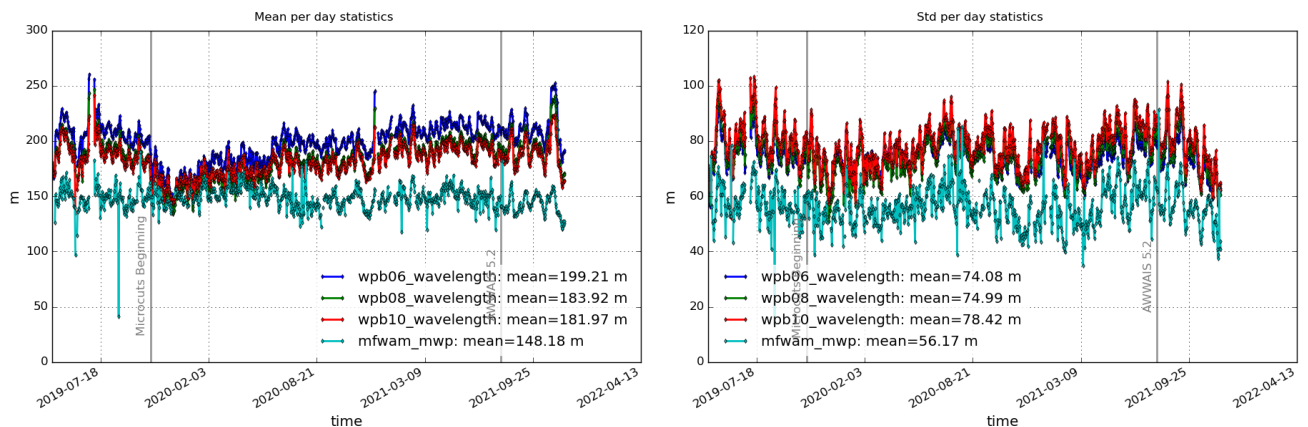 Mean per day statistics
300
250
200
150
100
50
0
m
Microcuts Beginning
AWWAIS 5.2
wpb06_wavelength: mean=199.21 m
wpb08_wavelength: mean=183.92 m
wpb10_wavelength: mean=181.97 m
mfwam_mwp: mean=148.18 m
2019-07-18
2020-02-03
2020-08-21
2021-03-09
2021-09-25
2022-04-13
time
Std per day statistics
120
100
80
60
40
20
0
m
Microcuts Beginning
AWWAIS 5.2
wpb06_wavelength: mean=74.08 m
wpb08_wavelength: mean=74.99 m
wpb10_wavelength: mean=78.42 m
mfwam_mwp: mean=56.17 m
2019-07-18
2020-02-03
2020-08-21
2021-03-09
2021-09-25
2022-04-13
time